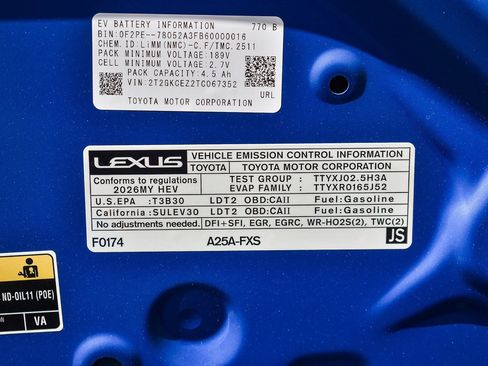 EV BATTERY INFORMATION 770 B
BIN:0F2PE--78052A3FB60000016
CHEM.ID:LiMM(NMC)-C.F/TMC.2511
PACK MINIMUM VOLTAGE:189V
CELL MINIMUM VOLTAGE:2.7V
PACK CAPACITY 4.5 Ah
VIN:2T2GKCEZ2TC067352
TOYOTA MOTOR CORPORATION
URL
LEXUS VEHICLE EMISSION CONTROL INFORMATION
TOYOTA TOYOTA MOTOR CORPORATION
Conforms to regulations
2026MY HEV
TEST GROUP : TTYXJ02.5H3A
EVAP FAMILY : TTYXR0165J52
U.S.EPA :T3B30 LDT2 OBD:CAII Fuel:Gasoline
California:SULEV30 LDT2 OBD:CAII Fuel:Gasoline
No adjustments needed. DFI+SFI, EGR, EGRC, WR-HO2S(2), TWC(2)
F0174 A25A-FXS JS
ND-OIL11 (POE)
VA